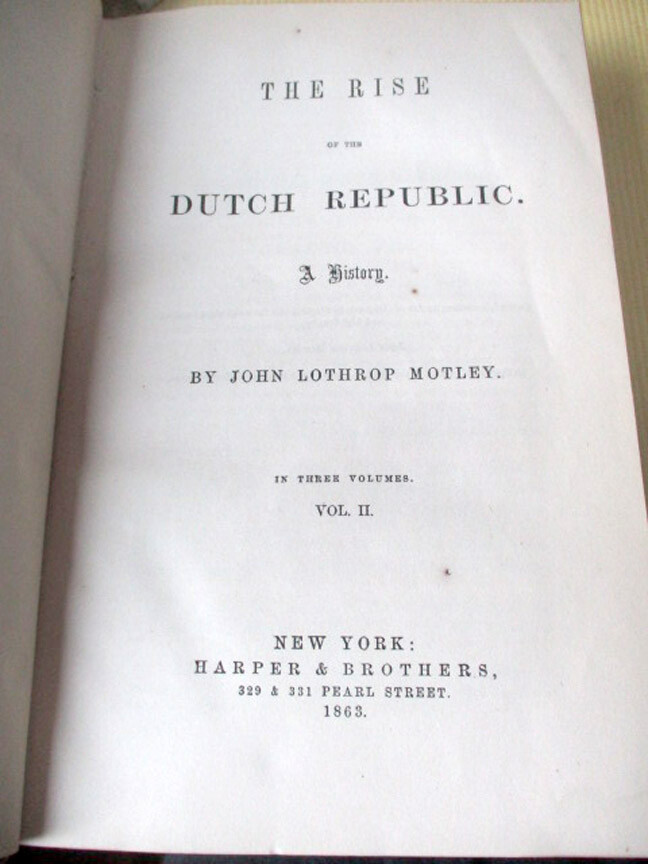 THE RISE
OF THE
DUTCH REPUBLIC.
A History.
BY JOHN LOTHROP MOTLEY.
IN THREE VOLUMES.
VOL. II.
NEW YORK:
HARPER & BROTHERS,
329 & 331 PEARL STREET.
1863.